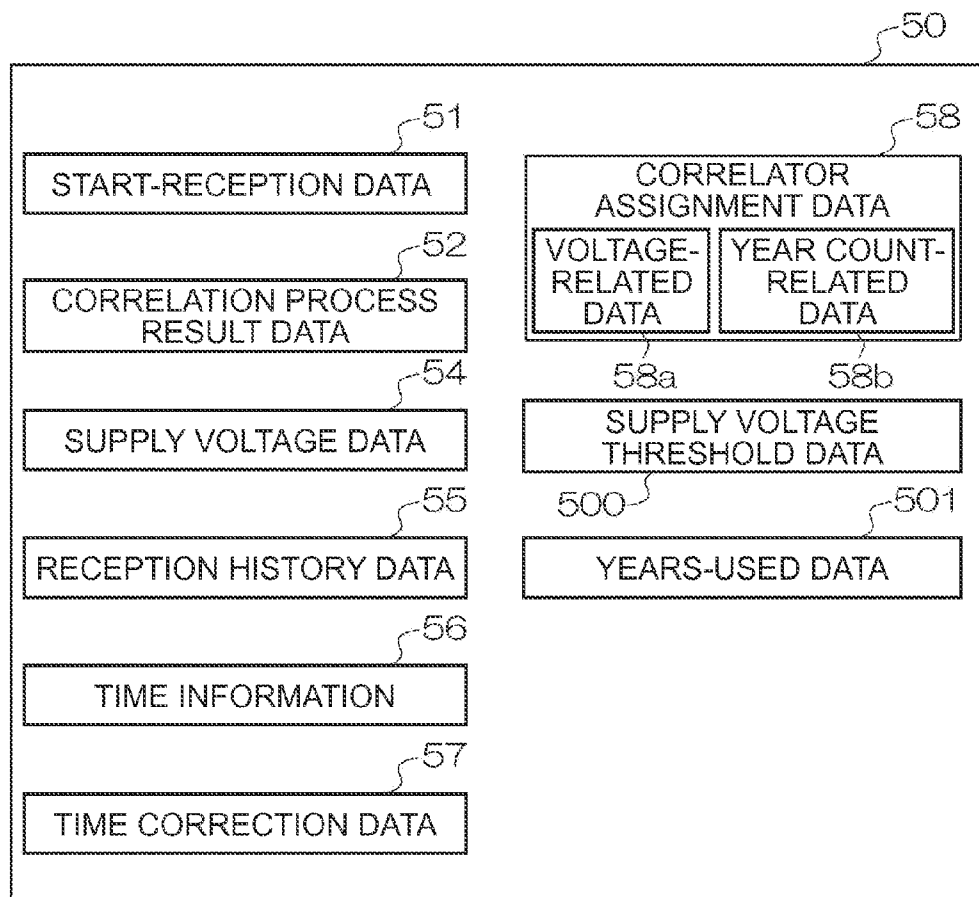 50
51
START-RECEPTION DATA
52
CORRELATION PROCESS
RESULT DATA
54
SUPPLY VOLTAGE DATA
55
RECEPTION HISTORY DATA
56
TIME INFORMATION
57
TIME CORRECTION DATA
58
CORRELATOR
ASSIGNMENT DATA
VOLTAGE-
RELATED
DATA
YEAR COUNT-
RELATED
DATA
58a
58b
SUPPLY VOLTAGE
THRESHOLD DATA
500
501
YEARS-USED DATA